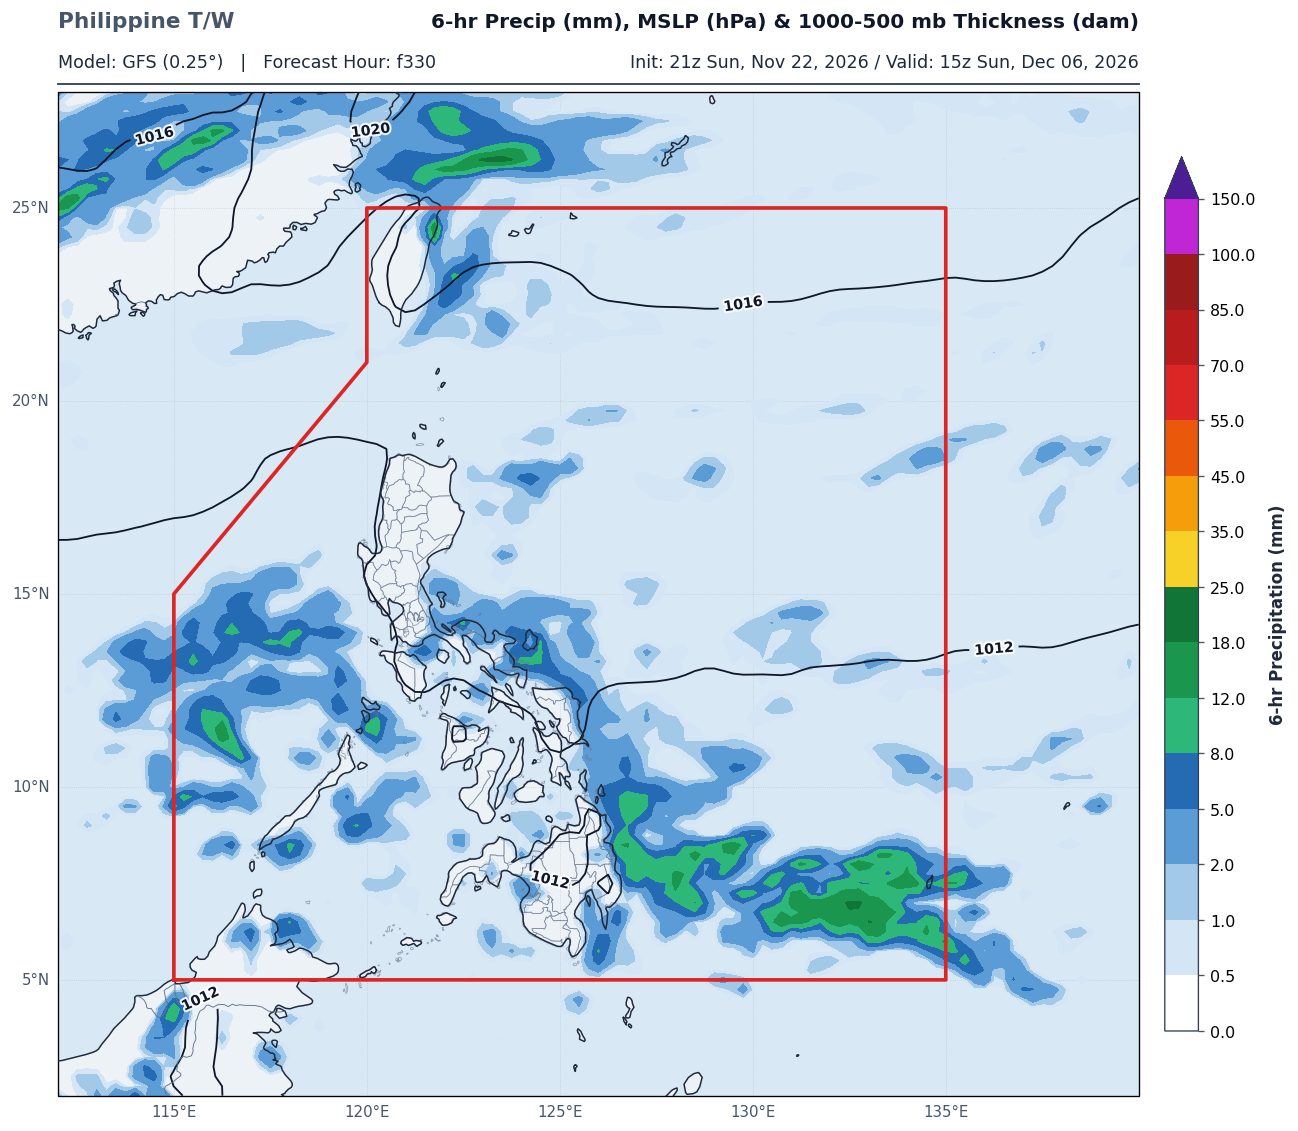 Philippine T/W
6-hr Precip (mm), MSLP (hPa) & 1000-500 mb Thickness (dam)
Model: GFS (0.25°) | Forecast Hour: f330
Init: 21z Sun, Nov 22, 2026 / Valid: 15z Sun, Dec 06, 2026
1016
1020
25°N
1016
20°N
15°N
1012
10°N
1012
5°N
1012
115°E
120°E
125°E
130°E
135°E
150.0
100.0
85.0
70.0
55.0
45.0
35.0
25.0
18.0
12.0
8.0
5.0
2.0
1.0
0.5
0.0
6-hr Precipitation (mm)